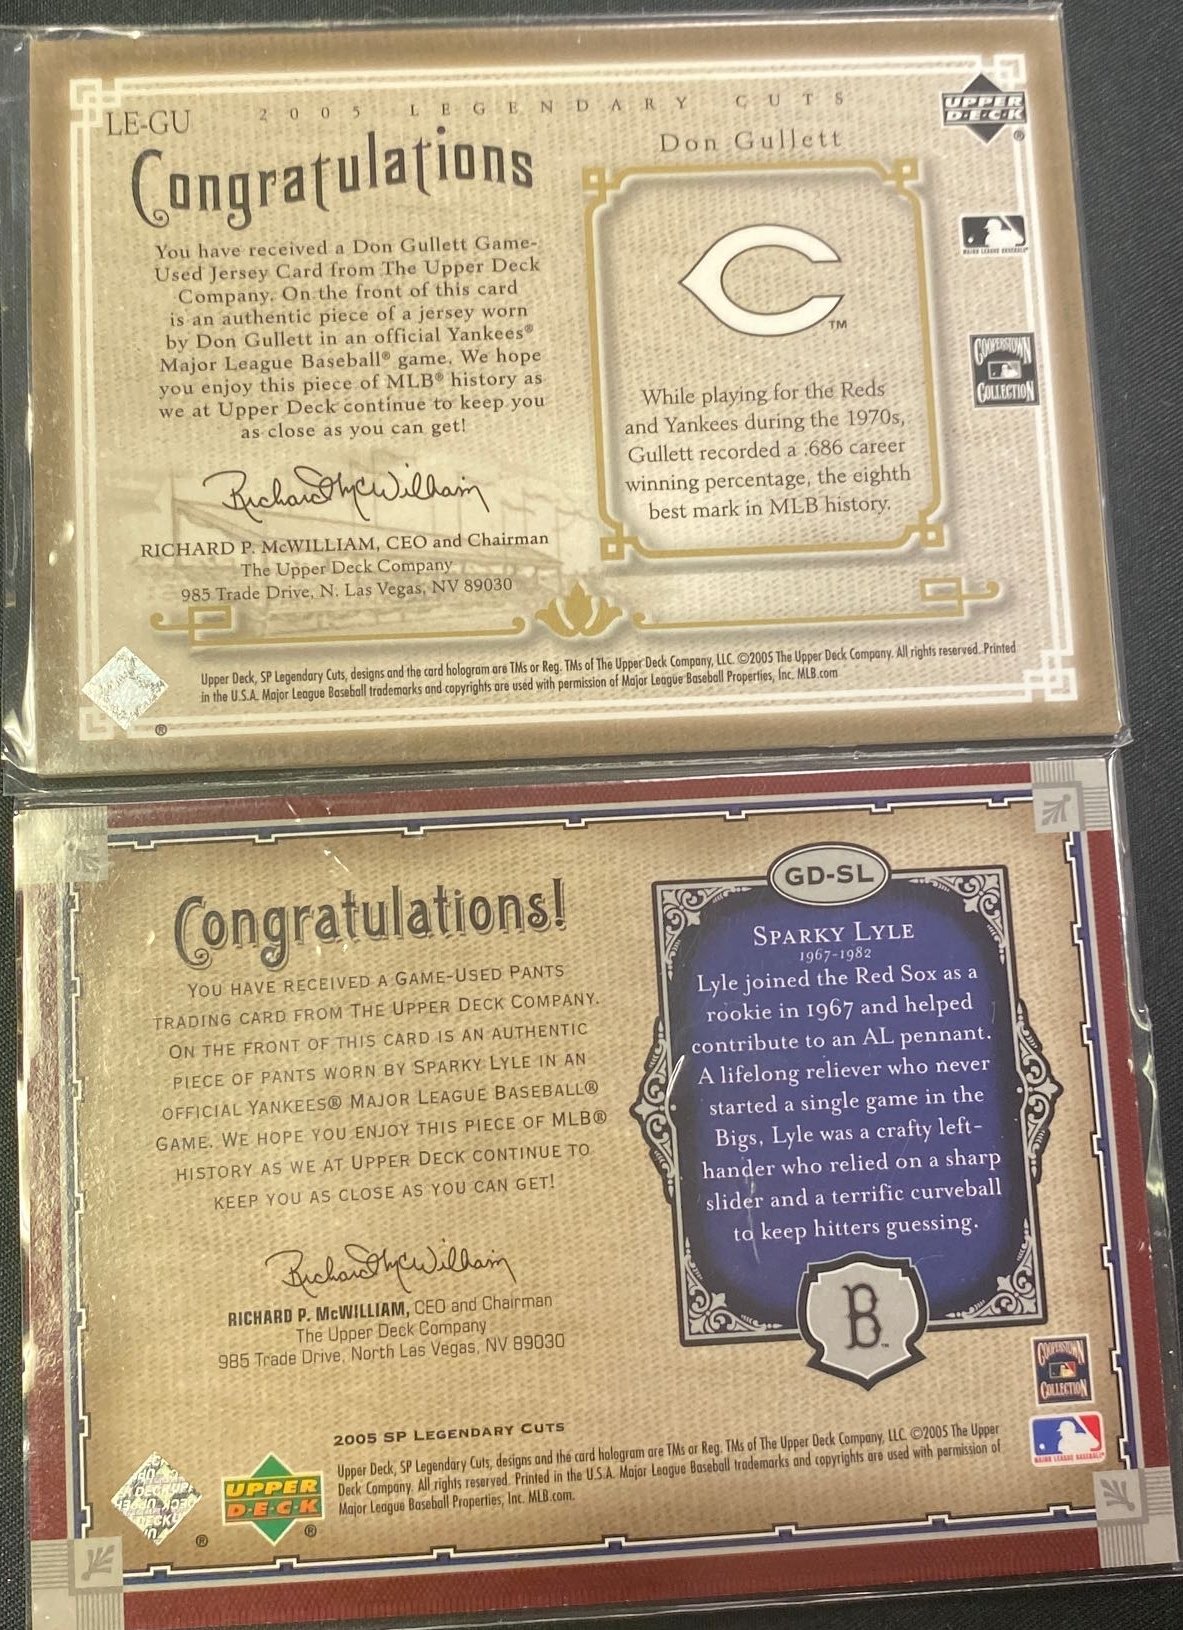 LE-GU
2005 LEGENDARY CUTS
UPPER
D·E·C·K
®
Congratulations
You have received a Don Gullett Game-
Used Jersey Card from The Upper Deck
Company. On the front of this card
is an authentic piece of a jersey worn
by Don Gullett in an official Yankees®
Major League Baseball® game. We hope
you enjoy this piece of MLB® history as
we at Upper Deck continue to keep you
as close as you can get!
Richard McWilliam
RICHARD P. McWILLIAM, CEO and Chairman
The Upper Deck Company
985 Trade Drive, N. Las Vegas, NV 89030
Don Gullett
C
TM
While playing for the Reds
and Yankees during the 1970s,
Gullett recorded a .686 career
winning percentage, the eighth
best mark in MLB history.
MAJOR LEAGUE BASEBALL
COOPERSTOWN
COLLECTION
Upper Deck, SP Legendary Cuts, designs and the card hologram are TMs or Reg. TMs of The Upper Deck Company, LLC. ©2005 The Upper Deck Company. All rights reserved. Printed
in the U.S.A. Major League Baseball trademarks and copyrights are used with permission of Major League Baseball Properties, Inc. MLB.com
®
Congratulations!
YOU HAVE RECEIVED A GAME-USED PANTS
TRADING CARD FROM THE UPPER DECK COMPANY.
ON THE FRONT OF THIS CARD IS AN AUTHENTIC
PIECE OF PANTS WORN BY SPARKY LYLE IN AN
OFFICIAL YANKEES® MAJOR LEAGUE BASEBALL®
GAME. WE HOPE YOU ENJOY THIS PIECE OF MLB®
HISTORY AS WE AT UPPER DECK CONTINUE TO
KEEP YOU AS CLOSE AS YOU CAN GET!
Richard McWilliam
RICHARD P. McWILLIAM, CEO and Chairman
The Upper Deck Company
985 Trade Drive, North Las Vegas, NV 89030
GD-SL
SPARKY LYLE
1967-1982
Lyle joined the Red Sox as a
rookie in 1967 and helped
contribute to an AL pennant.
A lifelong reliever who never
started a single game in the
Bigs, Lyle was a crafty left-
hander who relied on a sharp
slider and a terrific curveball
to keep hitters guessing.
B
TM
COOPERSTOWN
COLLECTION
MAJOR LEAGUE BASEBALL
2005 SP LEGENDARY CUTS
Upper Deck, SP Legendary Cuts, designs and the card hologram are TMs or Reg. TMs of The Upper Deck Company, LLC. ©2005 The Upper
Deck Company. All rights reserved. Printed in the U.S.A. Major League Baseball trademarks and copyrights are used with permission of
Major League Baseball Properties, Inc. MLB.com.
UPPER
D·E·C·K
®
®